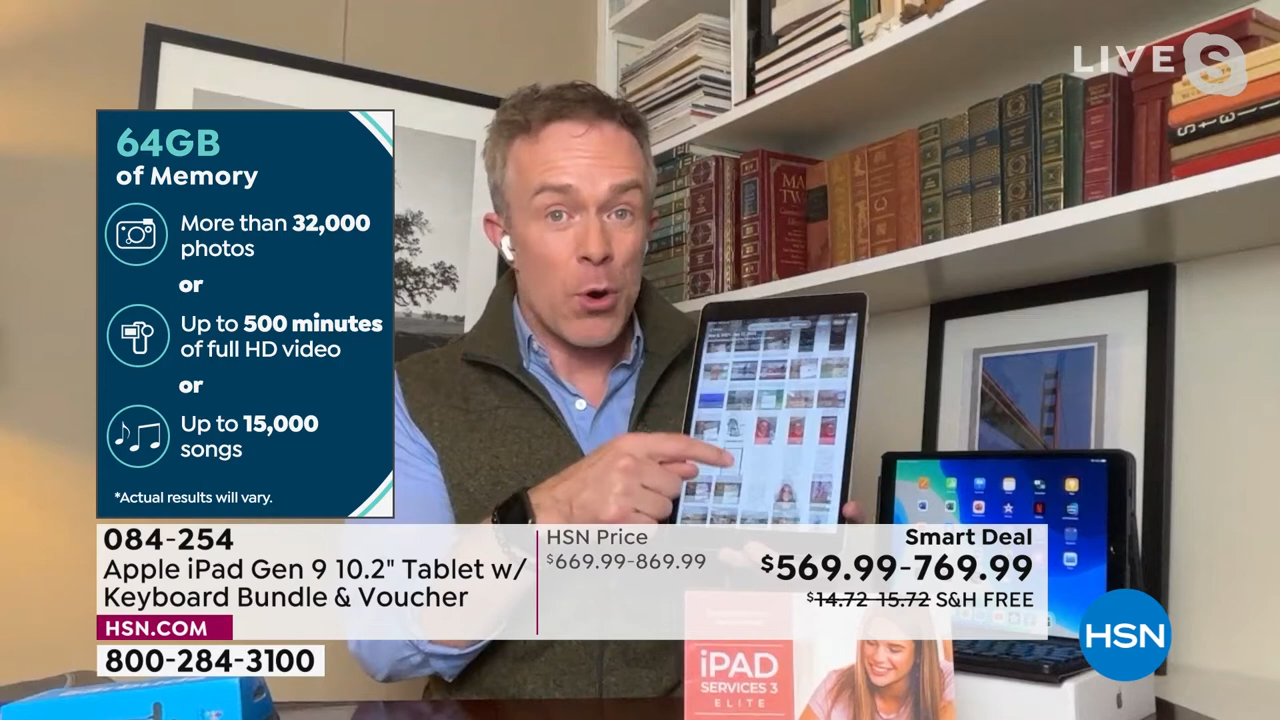 LIVE S
64GB
of Memory
More than 32,000
photos
or
Up to 500 minutes
of full HD video
or
Up to 15,000
songs
*Actual results will vary.
MA
TW
084-254
Apple iPad Gen 9 10.2" Tablet w/
Keyboard Bundle & Voucher
HSN.COM
800-284-3100
HSN Price
$669.99-869.99
Smart Deal
$569.99-769.99
$14.72-15.72 S&H FREE
iPAD
SERVICES 3
ELITE
HSN